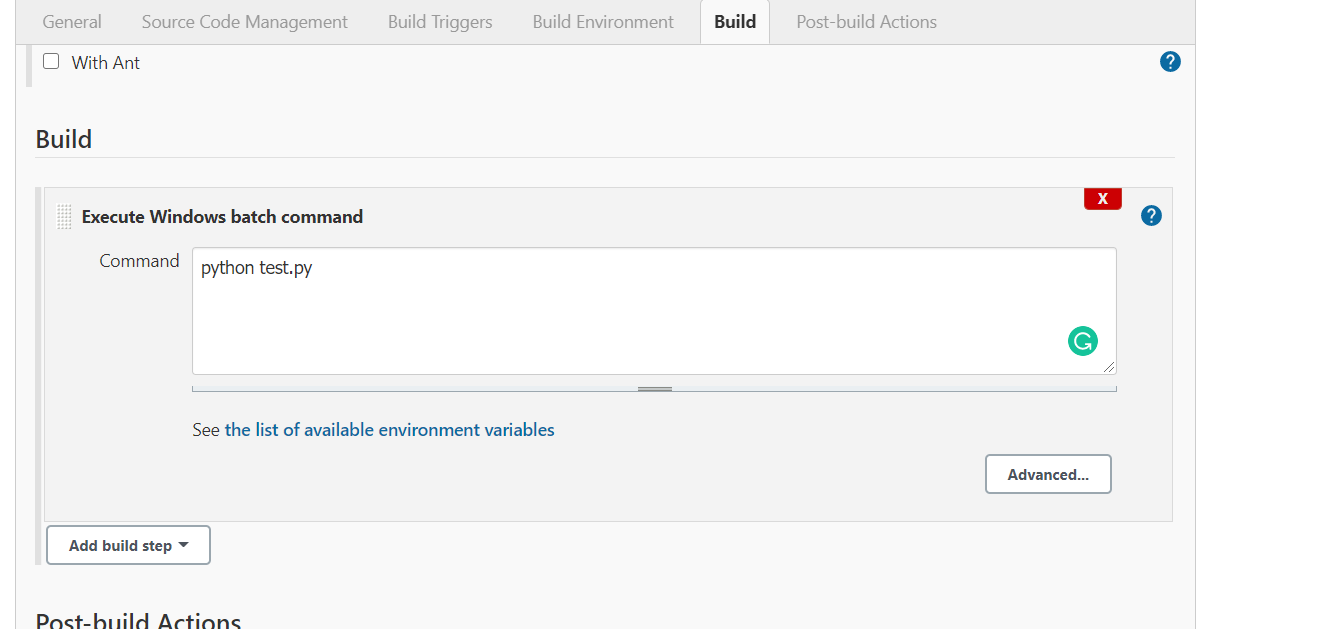 General Source Code Management Build Triggers Build Environment Build Post-build Actions
With Ant
?
Build
X
Execute Windows batch command
?
Command python test.py
See the list of available environment variables
Advanced...
Add build step
Post-build Actions